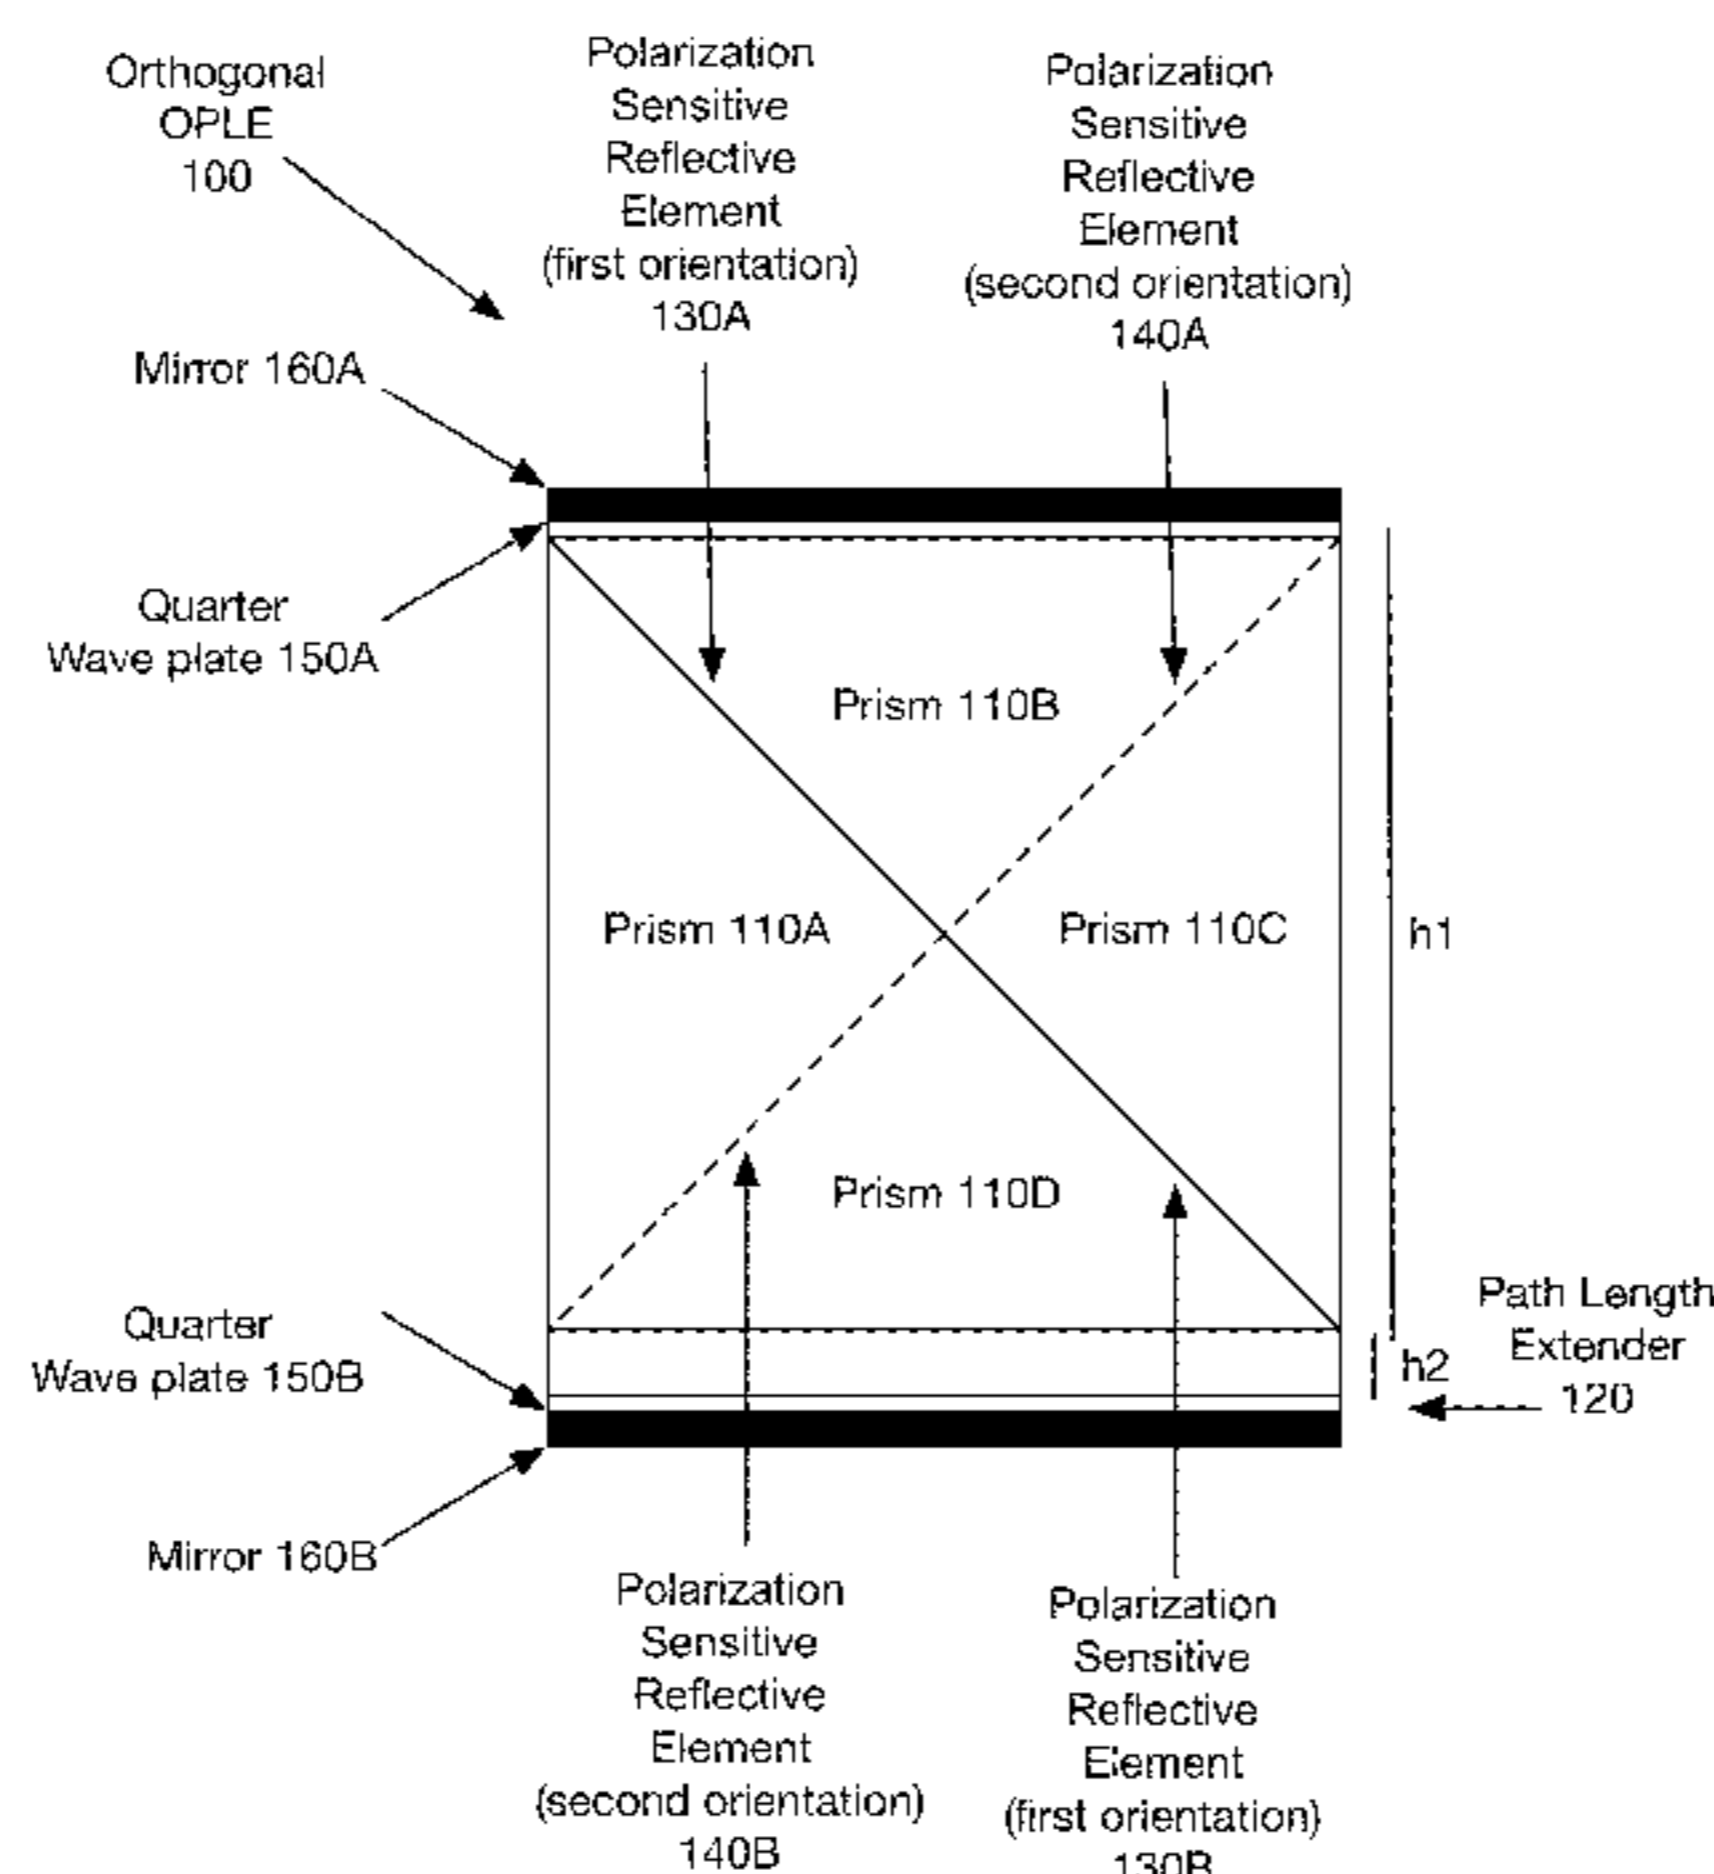 Orthogonal
OPLE
100
Polarization
Sensitive
Reflective
Element
(first orientation)
130A
Polarization
Sensitive
Reflective
Element
(second orientation)
140A
Mirror 160A
Quarter
Wave plate 150A
Prism 110B
Prism 110A
Prism 110C
h1
Prism 110D
Quarter
Wave plate 150B
h2
Path Length
Extender
120
Mirror 160B
Polarization
Sensitive
Reflective
Element
(second orientation)
140B
Polarization
Sensitive
Reflective
Element
(first orientation)
130B